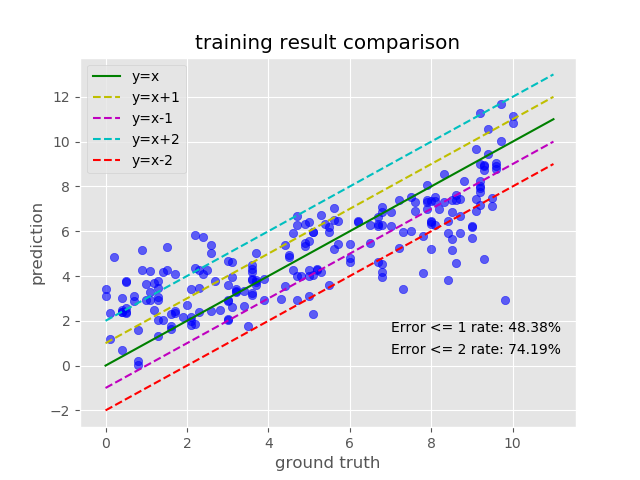 training result comparison
y=x
y=x+1
y=x-1
y=x+2
y=x-2
12
10
8
6
4
2
0
−2
prediction
Error <= 1 rate: 48.38%
Error <= 2 rate: 74.19%
0 2 4 6 8 10
ground truth